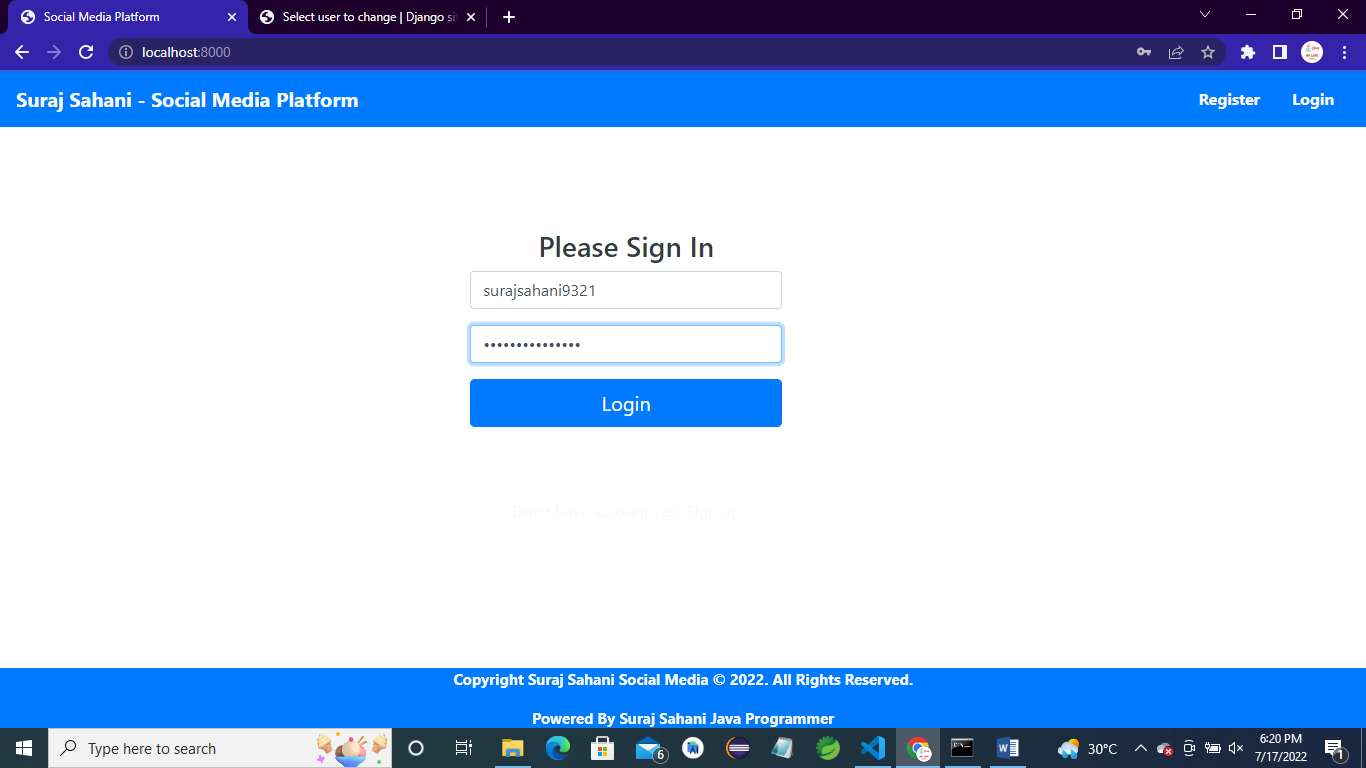 Social Media Platform
Select user to change | Django si
localhost:8000
Suraj Sahani - Social Media Platform
Register
Login
Please Sign In
surajsahani9321
•••••••••••••••
Login
Don't have account yet? Sign up
Copyright Suraj Sahani Social Media © 2022. All Rights Reserved.
Powered By Suraj Sahani Java Programmer
Type here to search
6
30°C
6:20 PM
7/17/2022
1